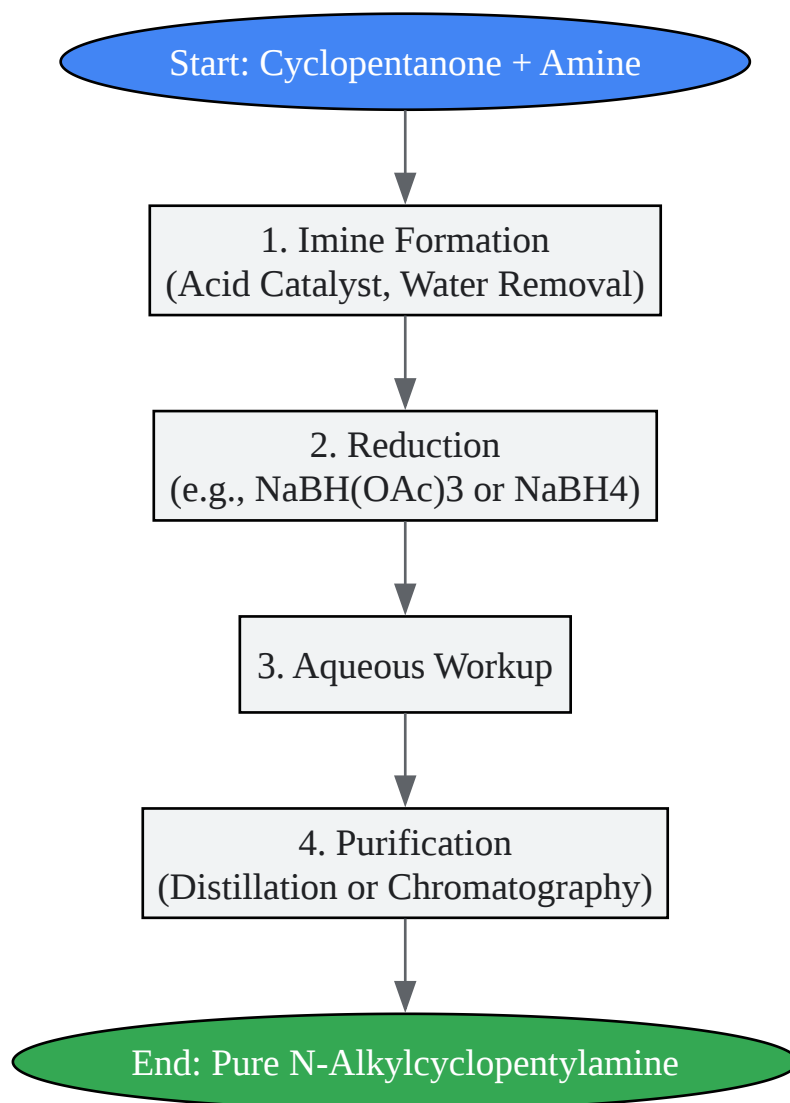 Start: Cyclopentanone + Amine
1. Imine Formation
(Acid Catalyst, Water Removal)
2. Reduction
(e.g., NaBH(OAc)3 or NaBH4)
3. Aqueous Workup
4. Purification
(Distillation or Chromatography)
End: Pure N-Alkylcyclopentylamine